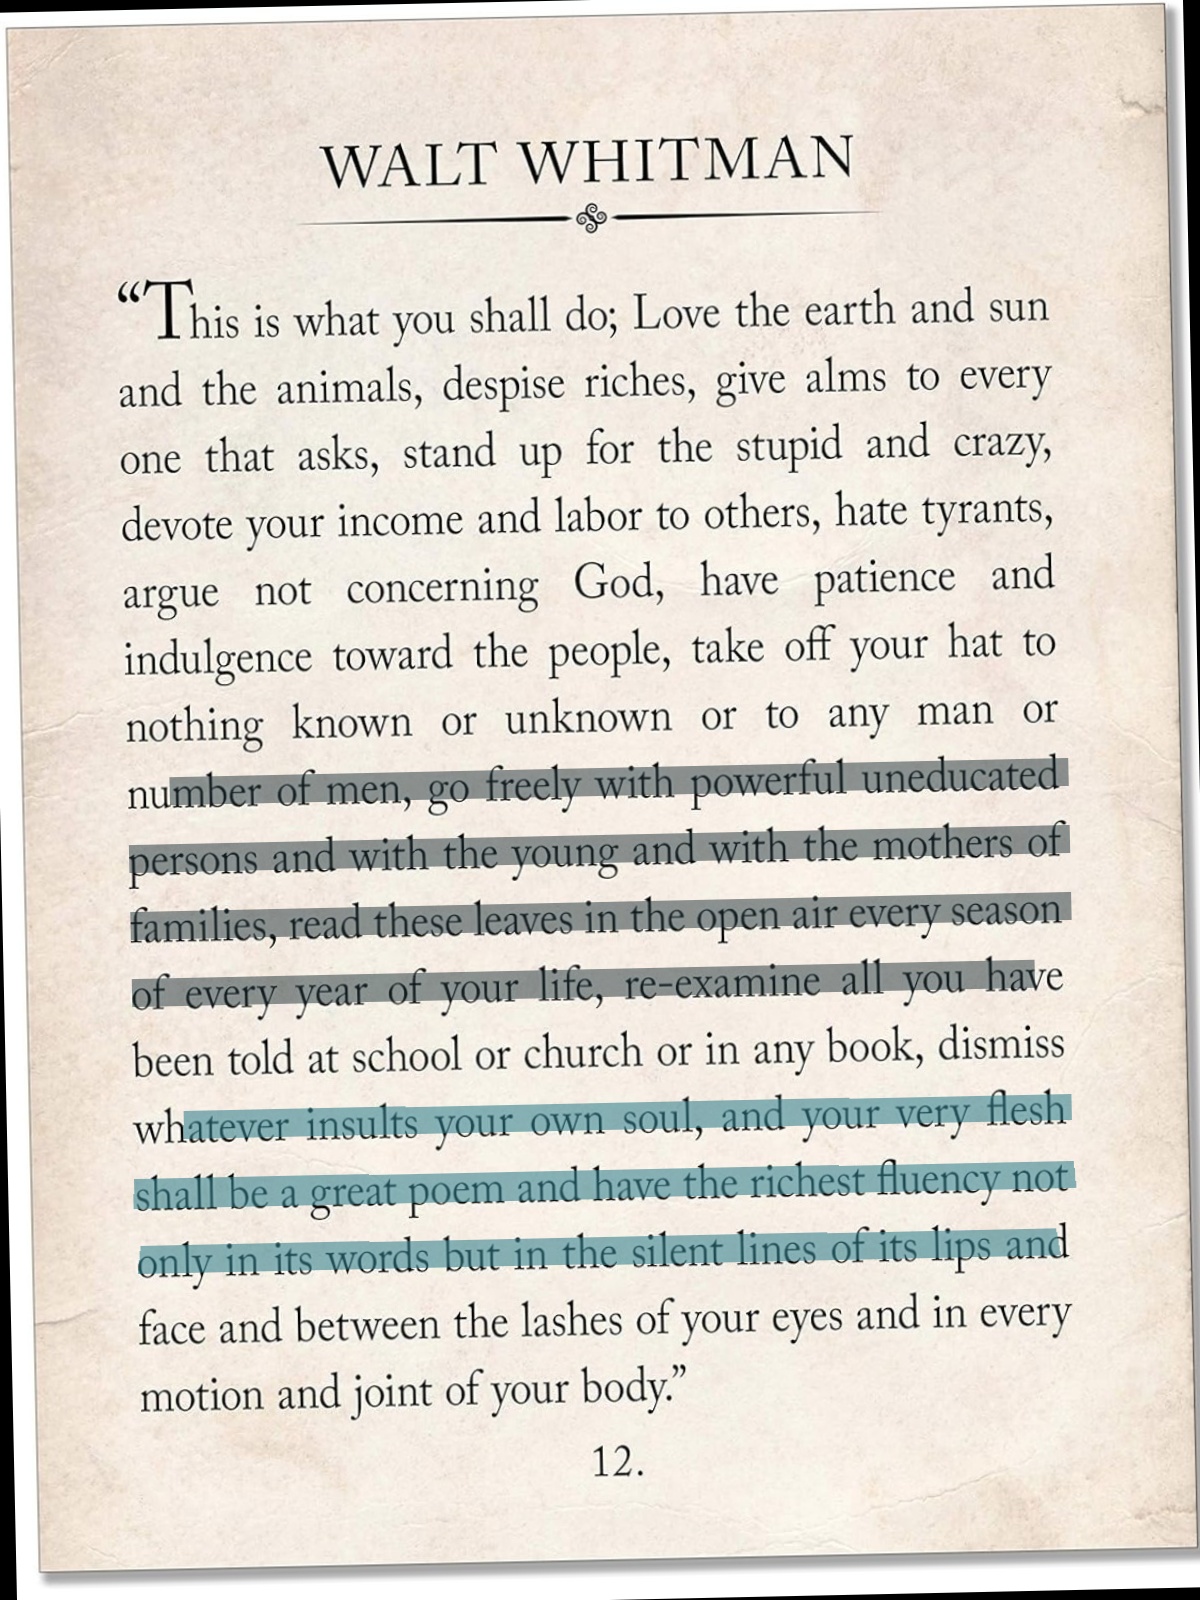 WALT WHITMAN
“This is what you shall do; Love the earth and sun
and the animals, despise riches, give alms to every
one that asks, stand up for the stupid and crazy,
devote your income and labor to others, hate tyrants,
argue not concerning God, have patience and
indulgence toward the people, take off your hat to
nothing known or unknown or to any man or
number of men, go freely with powerful uneducated
persons and with the young and with the mothers of
families, read these leaves in the open air every season
of every year of your life, re-examine all you have
been told at school or church or in any book, dismiss
whatever insults your own soul, and your very flesh
shall be a great poem and have the richest fluency not
only in its words but in the silent lines of its lips and
face and between the lashes of your eyes and in every
motion and joint of your body.”
12.